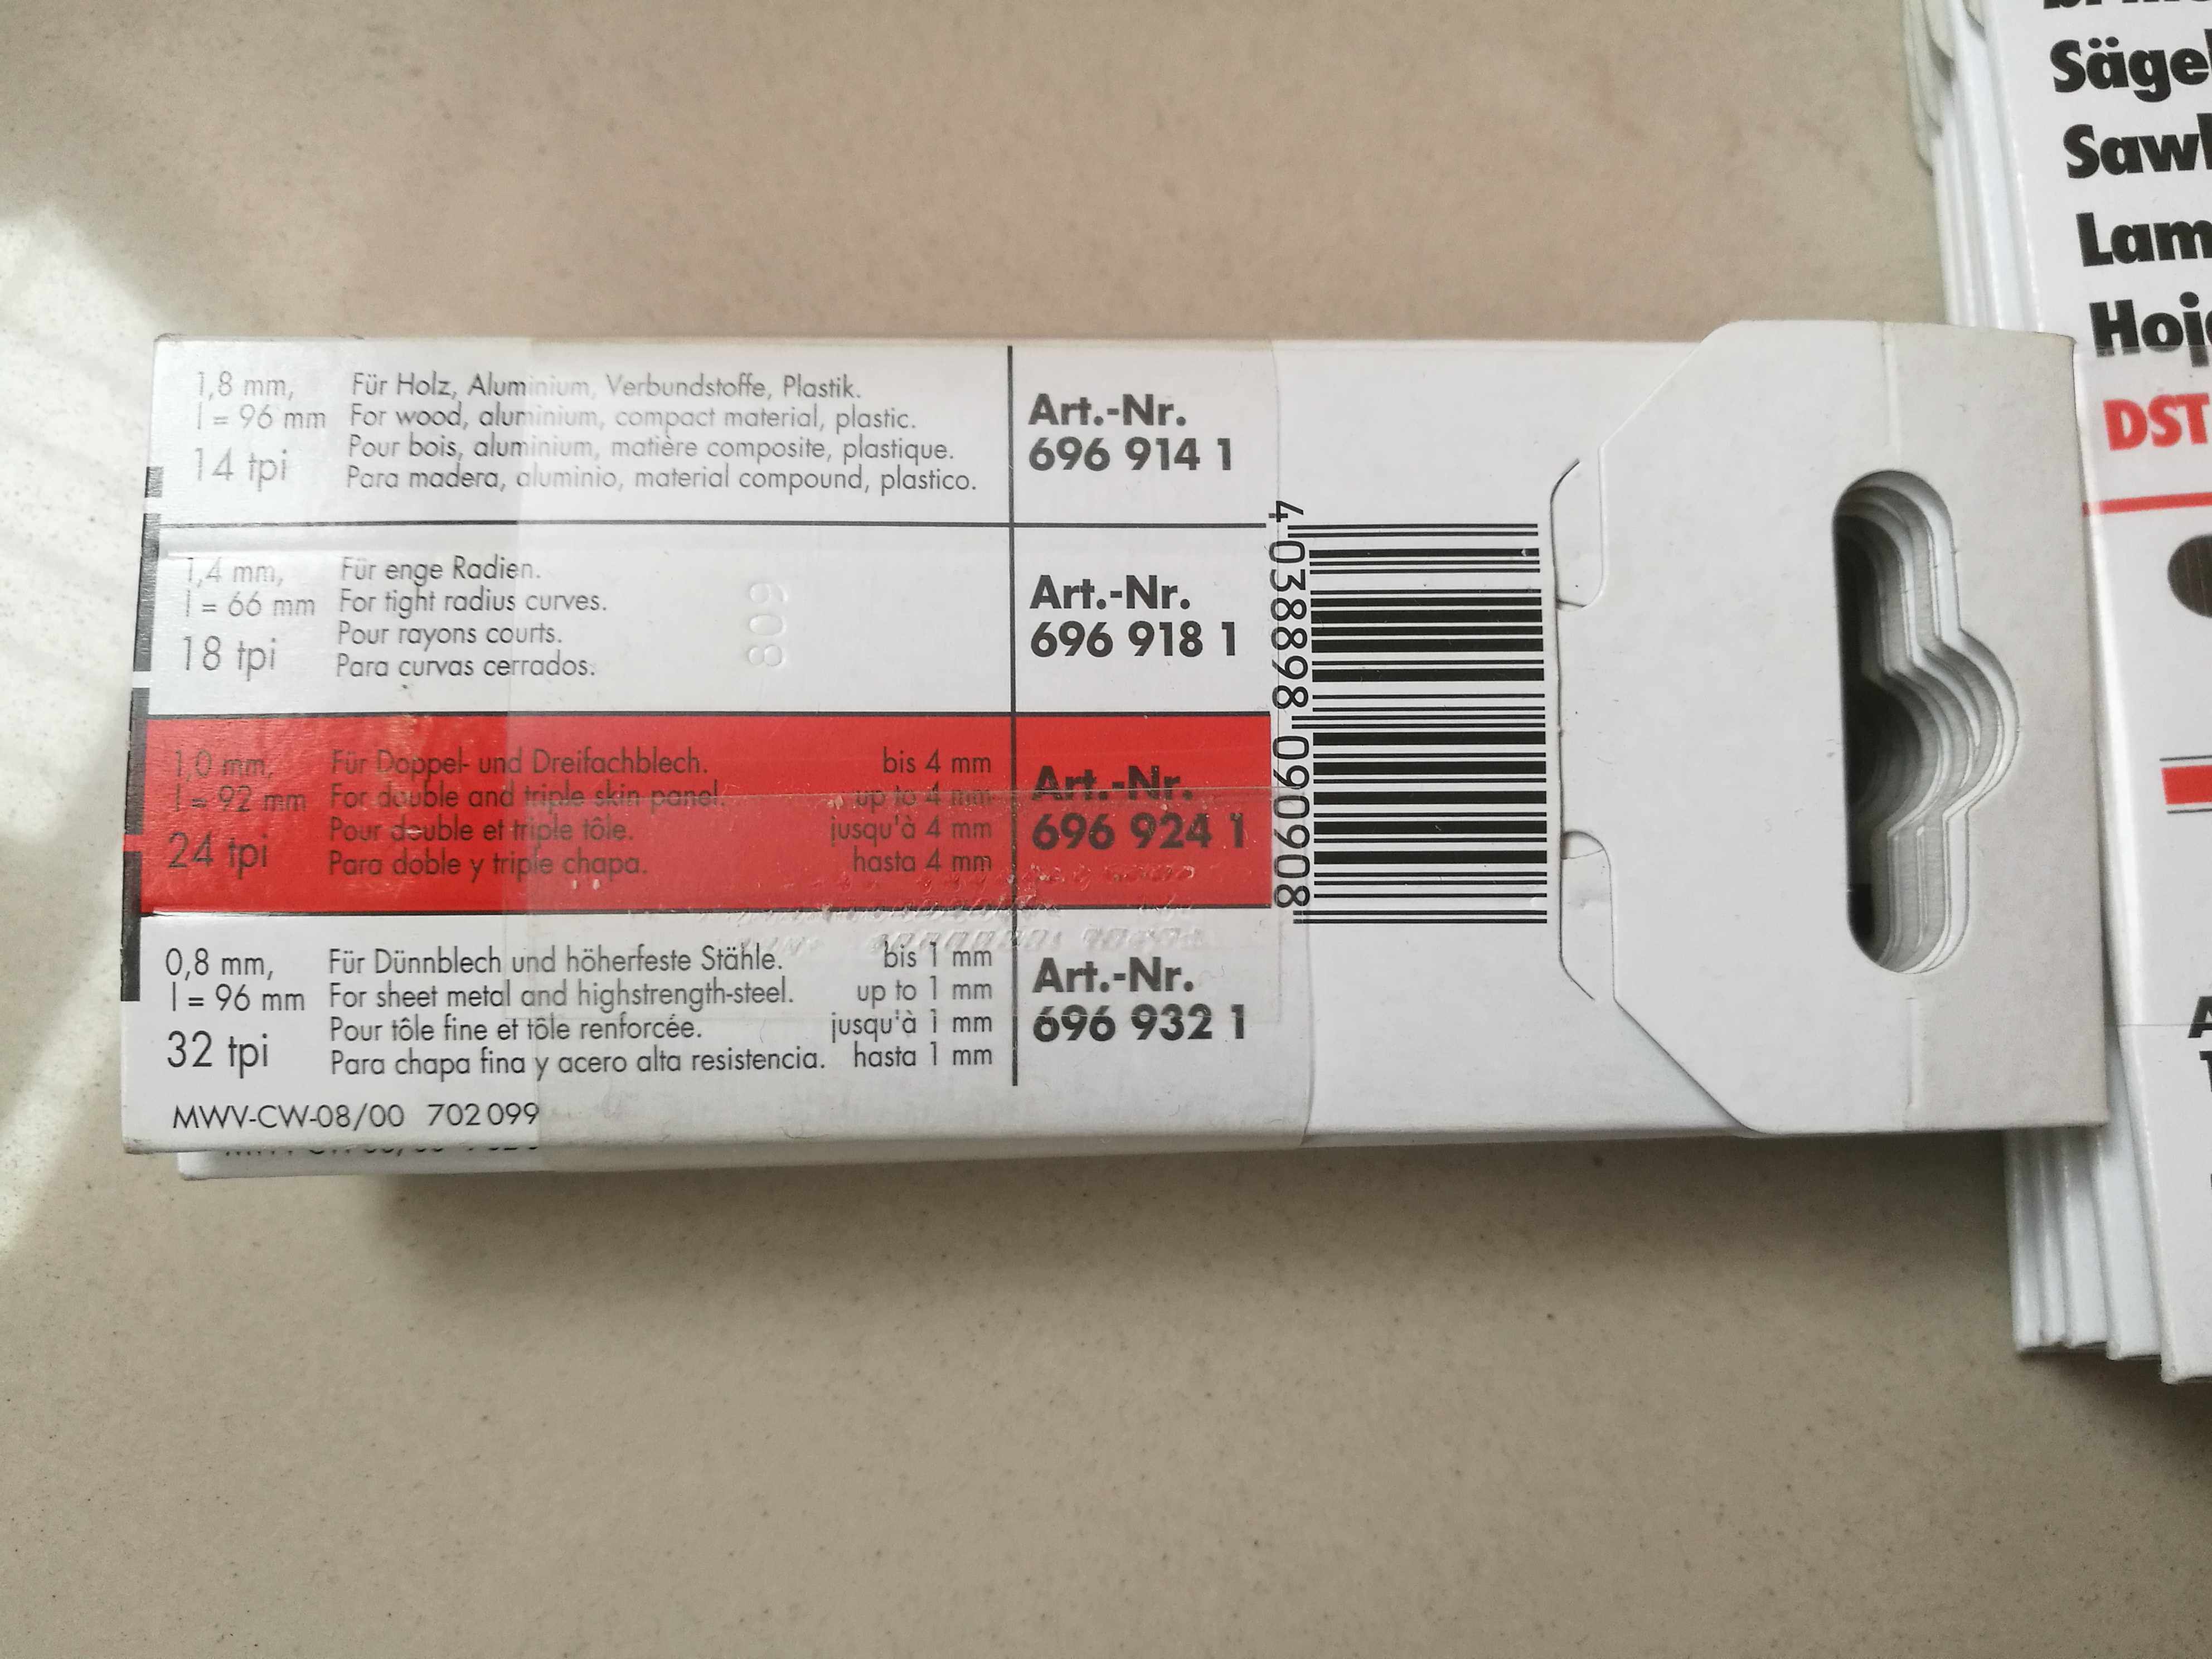 1,8 mm,
l = 96 mm
14 tpi
Für Holz, Aluminium, Verbundstoffe, Plastik.
For wood, aluminium, compact material, plastic.
Pour bois, aluminium, matière composite, plastique.
Para madera, aluminio, material compound, plastico.
Art.-Nr.
696 914 1
1,4 mm,
l = 66 mm
18 tpi
Für enge Radien.
For tight radius curves.
Pour rayons courts.
Para curvas cerrados.
809
Art.-Nr.
696 918 1
1,0 mm,
l = 92 mm
24 tpi
Für Doppel- und Dreifachblech. bis 4 mm
For double and triple skin panel. up to 4 mm
Pour double et triple tôle. jusqu'à 4 mm
Para doble y triple chapa. hasta 4 mm
Art.-Nr.
696 924 1
0,8 mm,
l = 96 mm
32 tpi
Für Dünnblech und höherfeste Stähle. bis 1 mm
For sheet metal and highstrength-steel. up to 1 mm
Pour tôle fine et tôle renforcée. jusqu'à 1 mm
Para chapa fina y acero alta resistencia. hasta 1 mm
Art.-Nr.
696 932 1
MWV-CW-08/00 702 099
4 038898 090908
DST